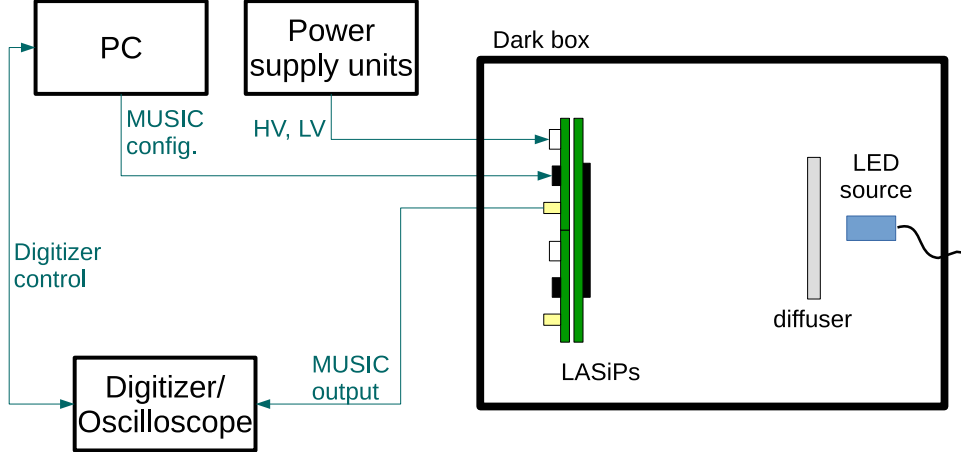 PC
Power
supply units
Dark box
MUSIC
config.
HV, LV
LED
source
Digitizer
control
diffuser
MUSIC
output
LASiPs
Digitizer/
Oscilloscope